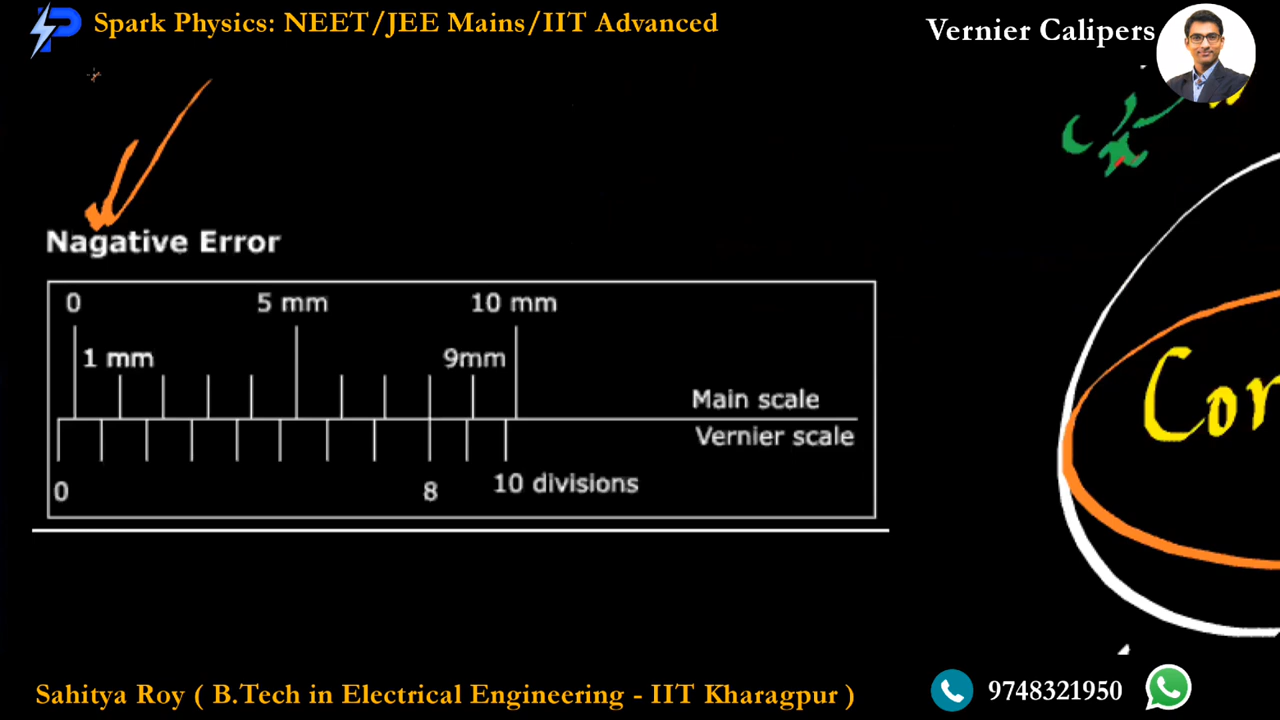 Spark Physics: NEET/JEE Mains/IIT Advanced
Vernier Calipers
Nagative Error
0 5 mm 10 mm
1 mm 9mm
Main scale
Vernier scale
0 8 10 divisions
Cor
Sahitya Roy ( B.Tech in Electrical Engineering - IIT Kharagpur )
9748321950